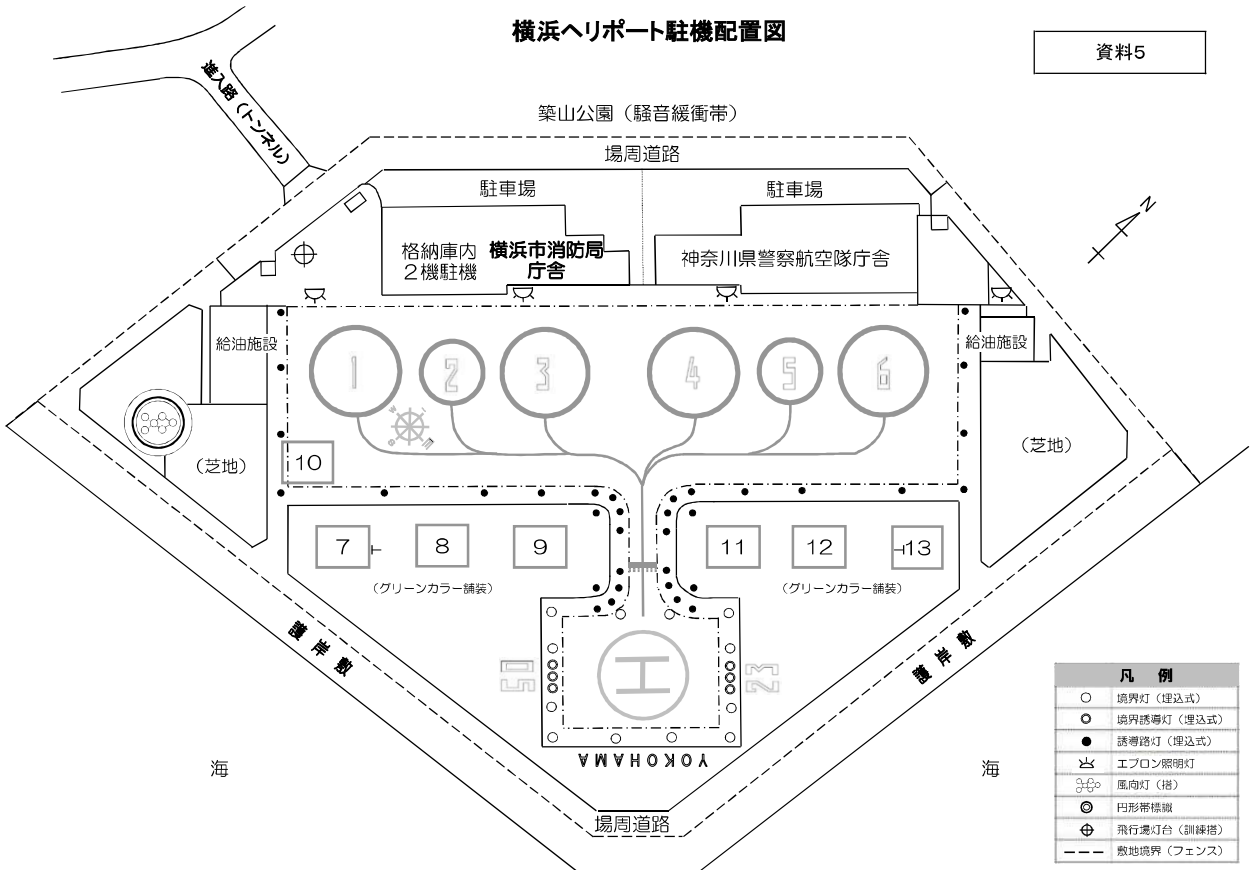 横浜ヘリポート駐機配置図
資料5
進入路(トンネル)
築山公園(騒音緩衝帯)
場周道路
駐車場
駐車場
格納庫内
2機駐機
横浜市消防局
庁舎
神奈川県警察航空隊庁舎
N
給油施設
給油施設
1
2
3
4
5
6
(芝地)
(芝地)
10
7
8
9
11
12
13
(グリーンカラー舗装)
(グリーンカラー舗装)
護岸敷
護岸敷
05
H
23
YOKOHAMA
海
海
場周道路
凡例
境界灯(埋込式)
境界誘導灯(埋込式)
誘導路灯(埋込式)
エプロン照明灯
風向灯(搭)
円形帯標識
飛行場灯台(訓練搭)
敷地境界(フェンス)